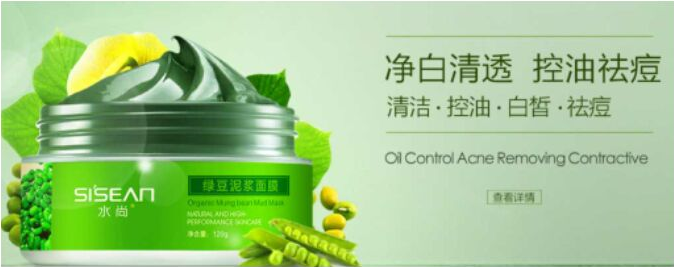 SISEAN
水尚
绿豆泥浆面膜
Organic Mung bean Mud Mask
NATURAL AND HIGH-
PERFORMANCE SKINCARE
净含量: 120g
净白清透 控油祛痘
清洁·控油·白皙·祛痘
Oil Control Acne Removing Contractive
查看详情